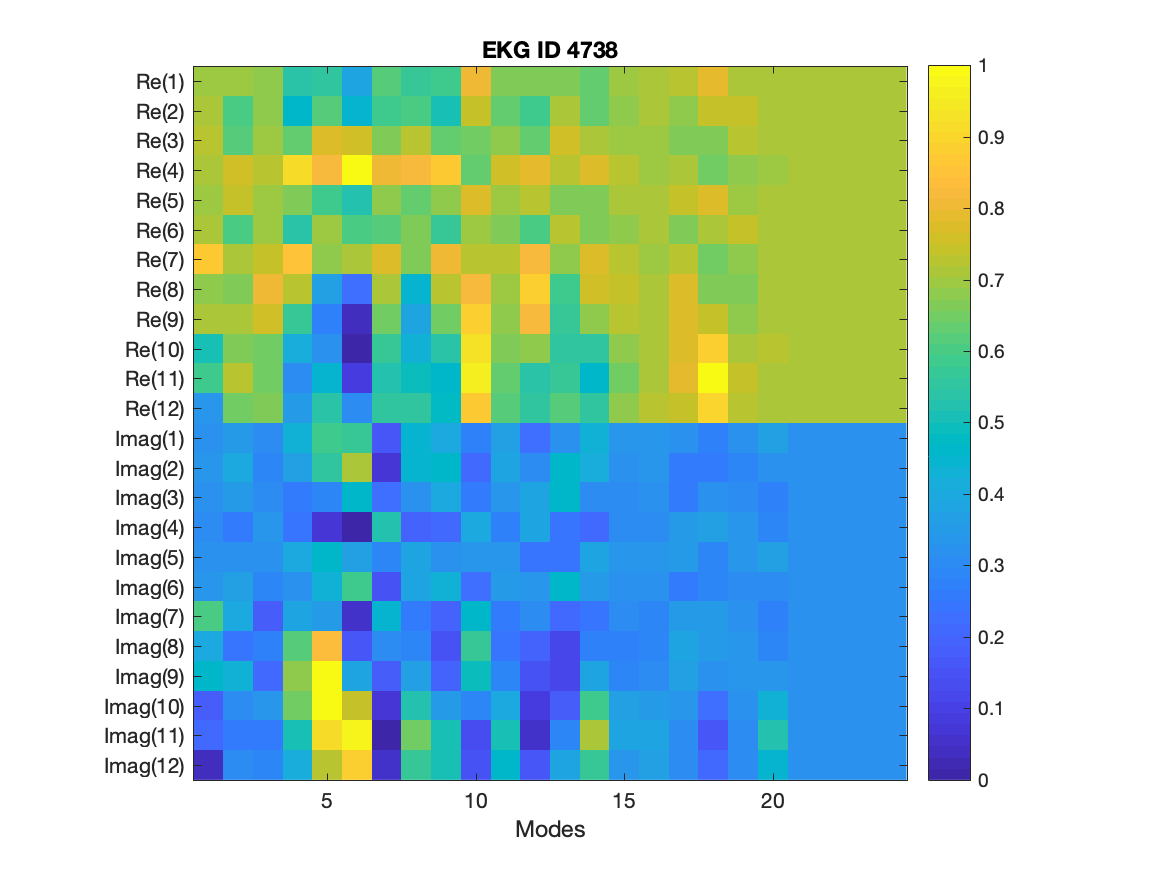 EKG ID 4738
Re(1)
Re(2)
Re(3)
Re(4)
Re(5)
Re(6)
Re(7)
Re(8)
Re(9)
Re(10)
Re(11)
Re(12)
Imag(1)
Imag(2)
Imag(3)
Imag(4)
Imag(5)
Imag(6)
Imag(7)
Imag(8)
Imag(9)
Imag(10)
Imag(11)
Imag(12)
5 10 15 20
Modes
1
0.9
0.8
0.7
0.6
0.5
0.4
0.3
0.2
0.1
0